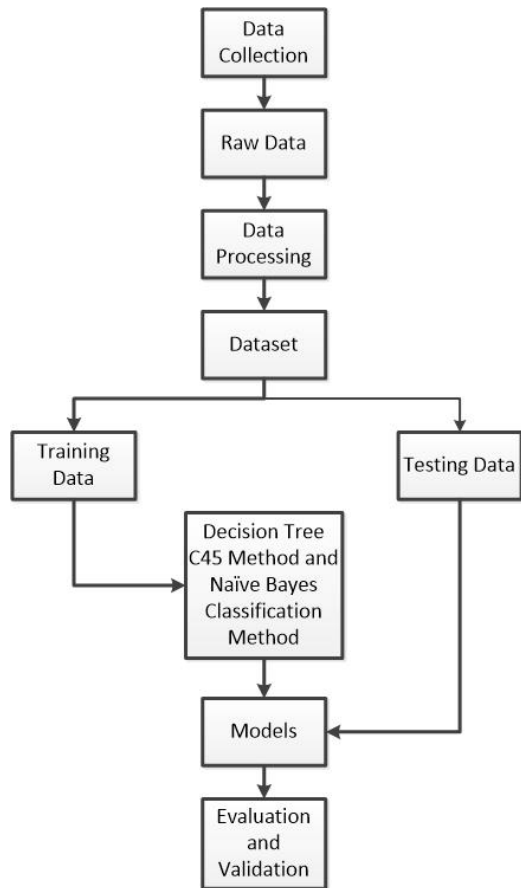 Data
Collection
Raw Data
Data
Processing
Dataset
Training
Data
Testing Data
Decision Tree
C45 Method and
Naïve Bayes
Classification
Method
Models
Evaluation
and
Validation